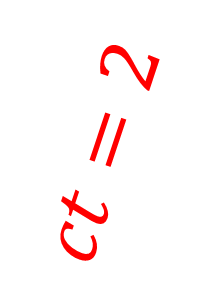 ct = 2